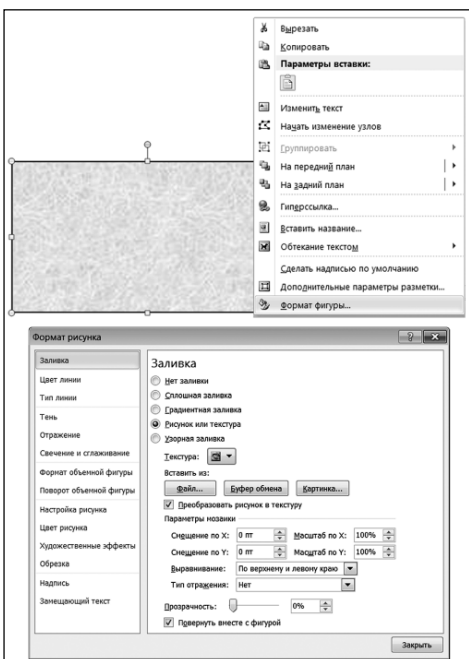 Вырезать
Копировать
Параметры вставки:
Изменить текст
Начать изменение узлов
Группировать
На передний план
На задний план
Гиперссылка...
Вставить название...
Обтекание текстом
Сделать надписью по умолчанию
Дополнительные параметры разметки...
Формат фигуры...
Формат рисунка
Заливка
Цвет линии
Тип линии
Тень
Отражение
Свечение и сглаживание
Формат объемной фигуры
Поворот объемной фигуры
Настройка рисунка
Цвет рисунка
Художественные эффекты
Обрезка
Надпись
Замещающий текст
Заливка
Нет заливки
Сплошная заливка
Градиентная заливка
Рисунок или текстура
Узорная заливка
Текстура:
Вставить из:
Файл... Буфер обмена Картинка...
Преобразовать рисунок в текстуру
Параметры мозаики
Смещение по X: 0 пт Масштаб по X: 100%
Смещение по Y: 0 пт Масштаб по Y: 100%
Выравнивание: По верхнему и левому краю
Тип отражения: Нет
Прозрачность: 0%
Повернуть вместе с фигурой
Закрыть